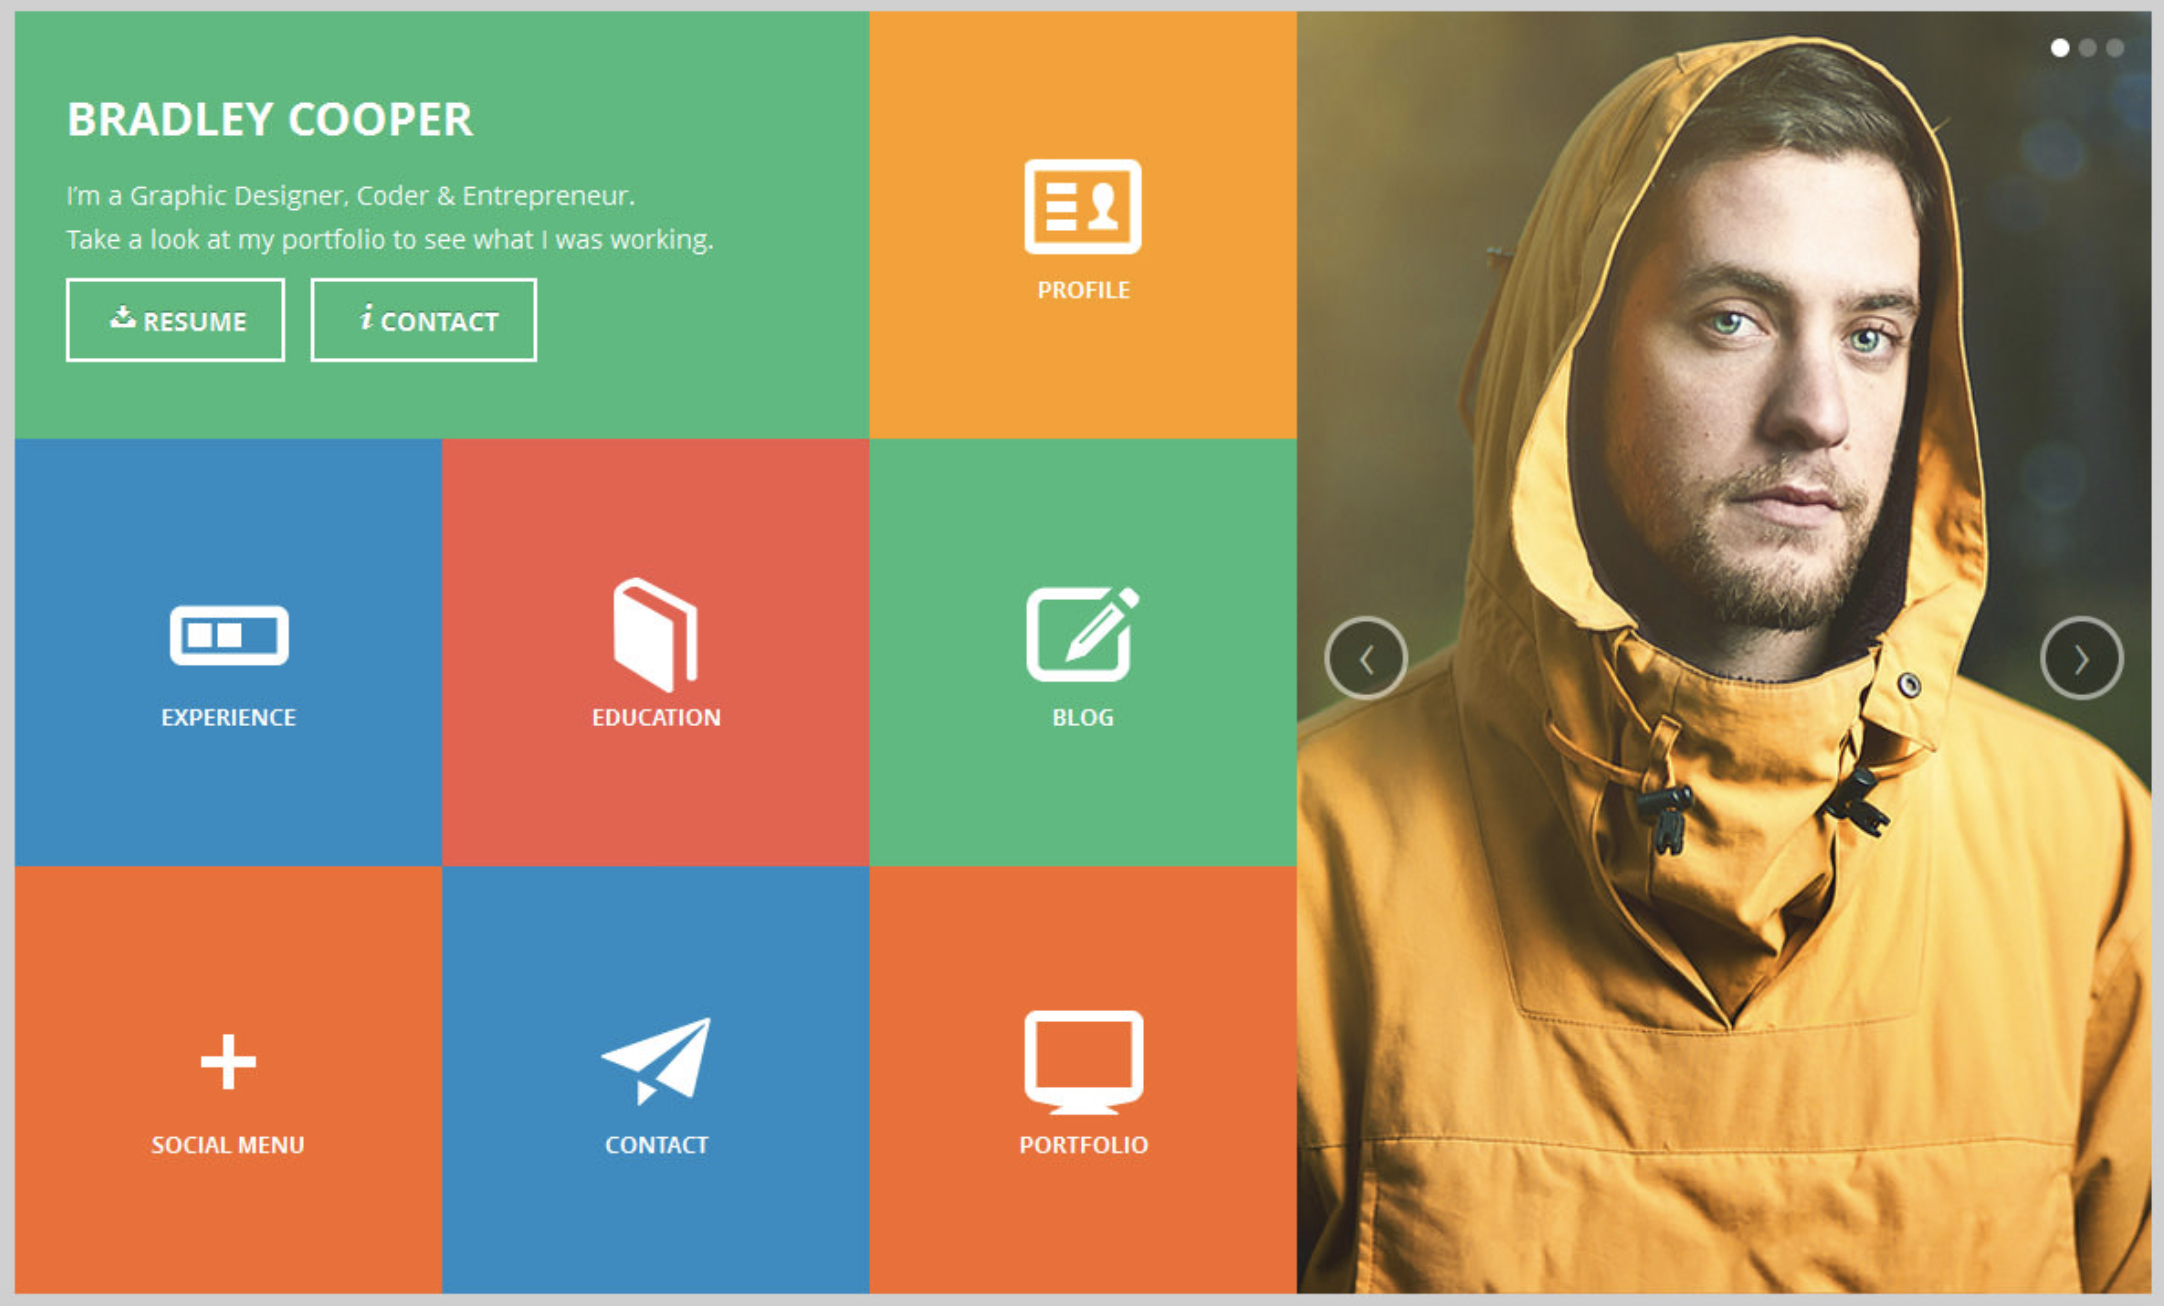 BRADLEY COOPER
I'm a Graphic Designer, Coder & Entrepreneur.
Take a look at my portfolio to see what I was working.
RESUME
i CONTACT
PROFILE
EXPERIENCE
EDUCATION
BLOG
SOCIAL MENU
CONTACT
PORTFOLIO